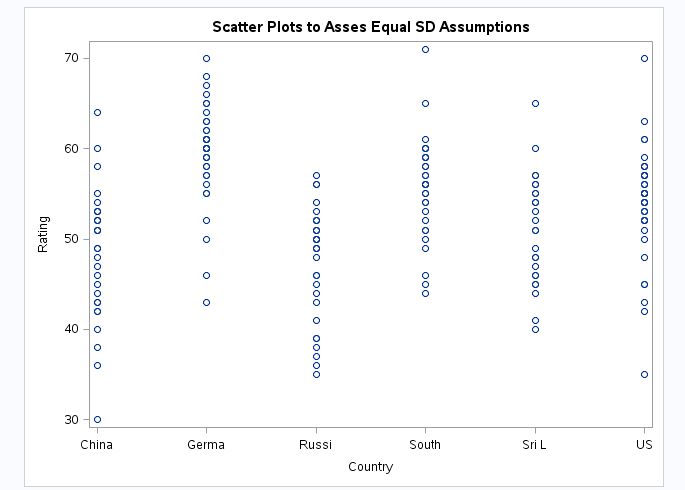 Scatter Plots to Asses Equal SD Assumptions
70
60
50
40
30
Rating
China Germa Russi South Sri L US
Country